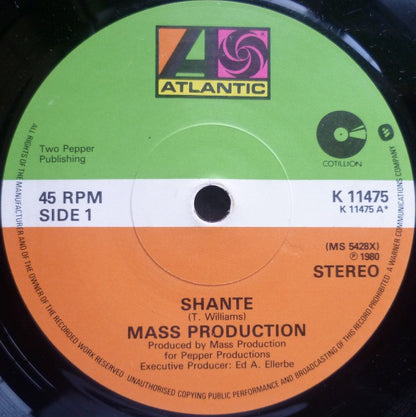 ATLANTIC
Two Pepper
Publishing
COTILLION
45 RPM
SIDE 1
K 11475
K 11475 A*
(MS 5428X)
℗ 1980
STEREO
SHANTE
(T. Williams)
MASS PRODUCTION
Produced by Mass Production
for Pepper Productions
Executive Producer: Ed A. Ellerbe
ALL RIGHTS OF THE MANUFACTURER AND OF THE OWNER OF THE RECORDED WORK RESERVED UNAUTHORISED COPYING PUBLIC PERFORMANCE AND BROADCASTING OF THIS RECORD PROHIBITED A WARNER COMMUNICATIONS COMPANY